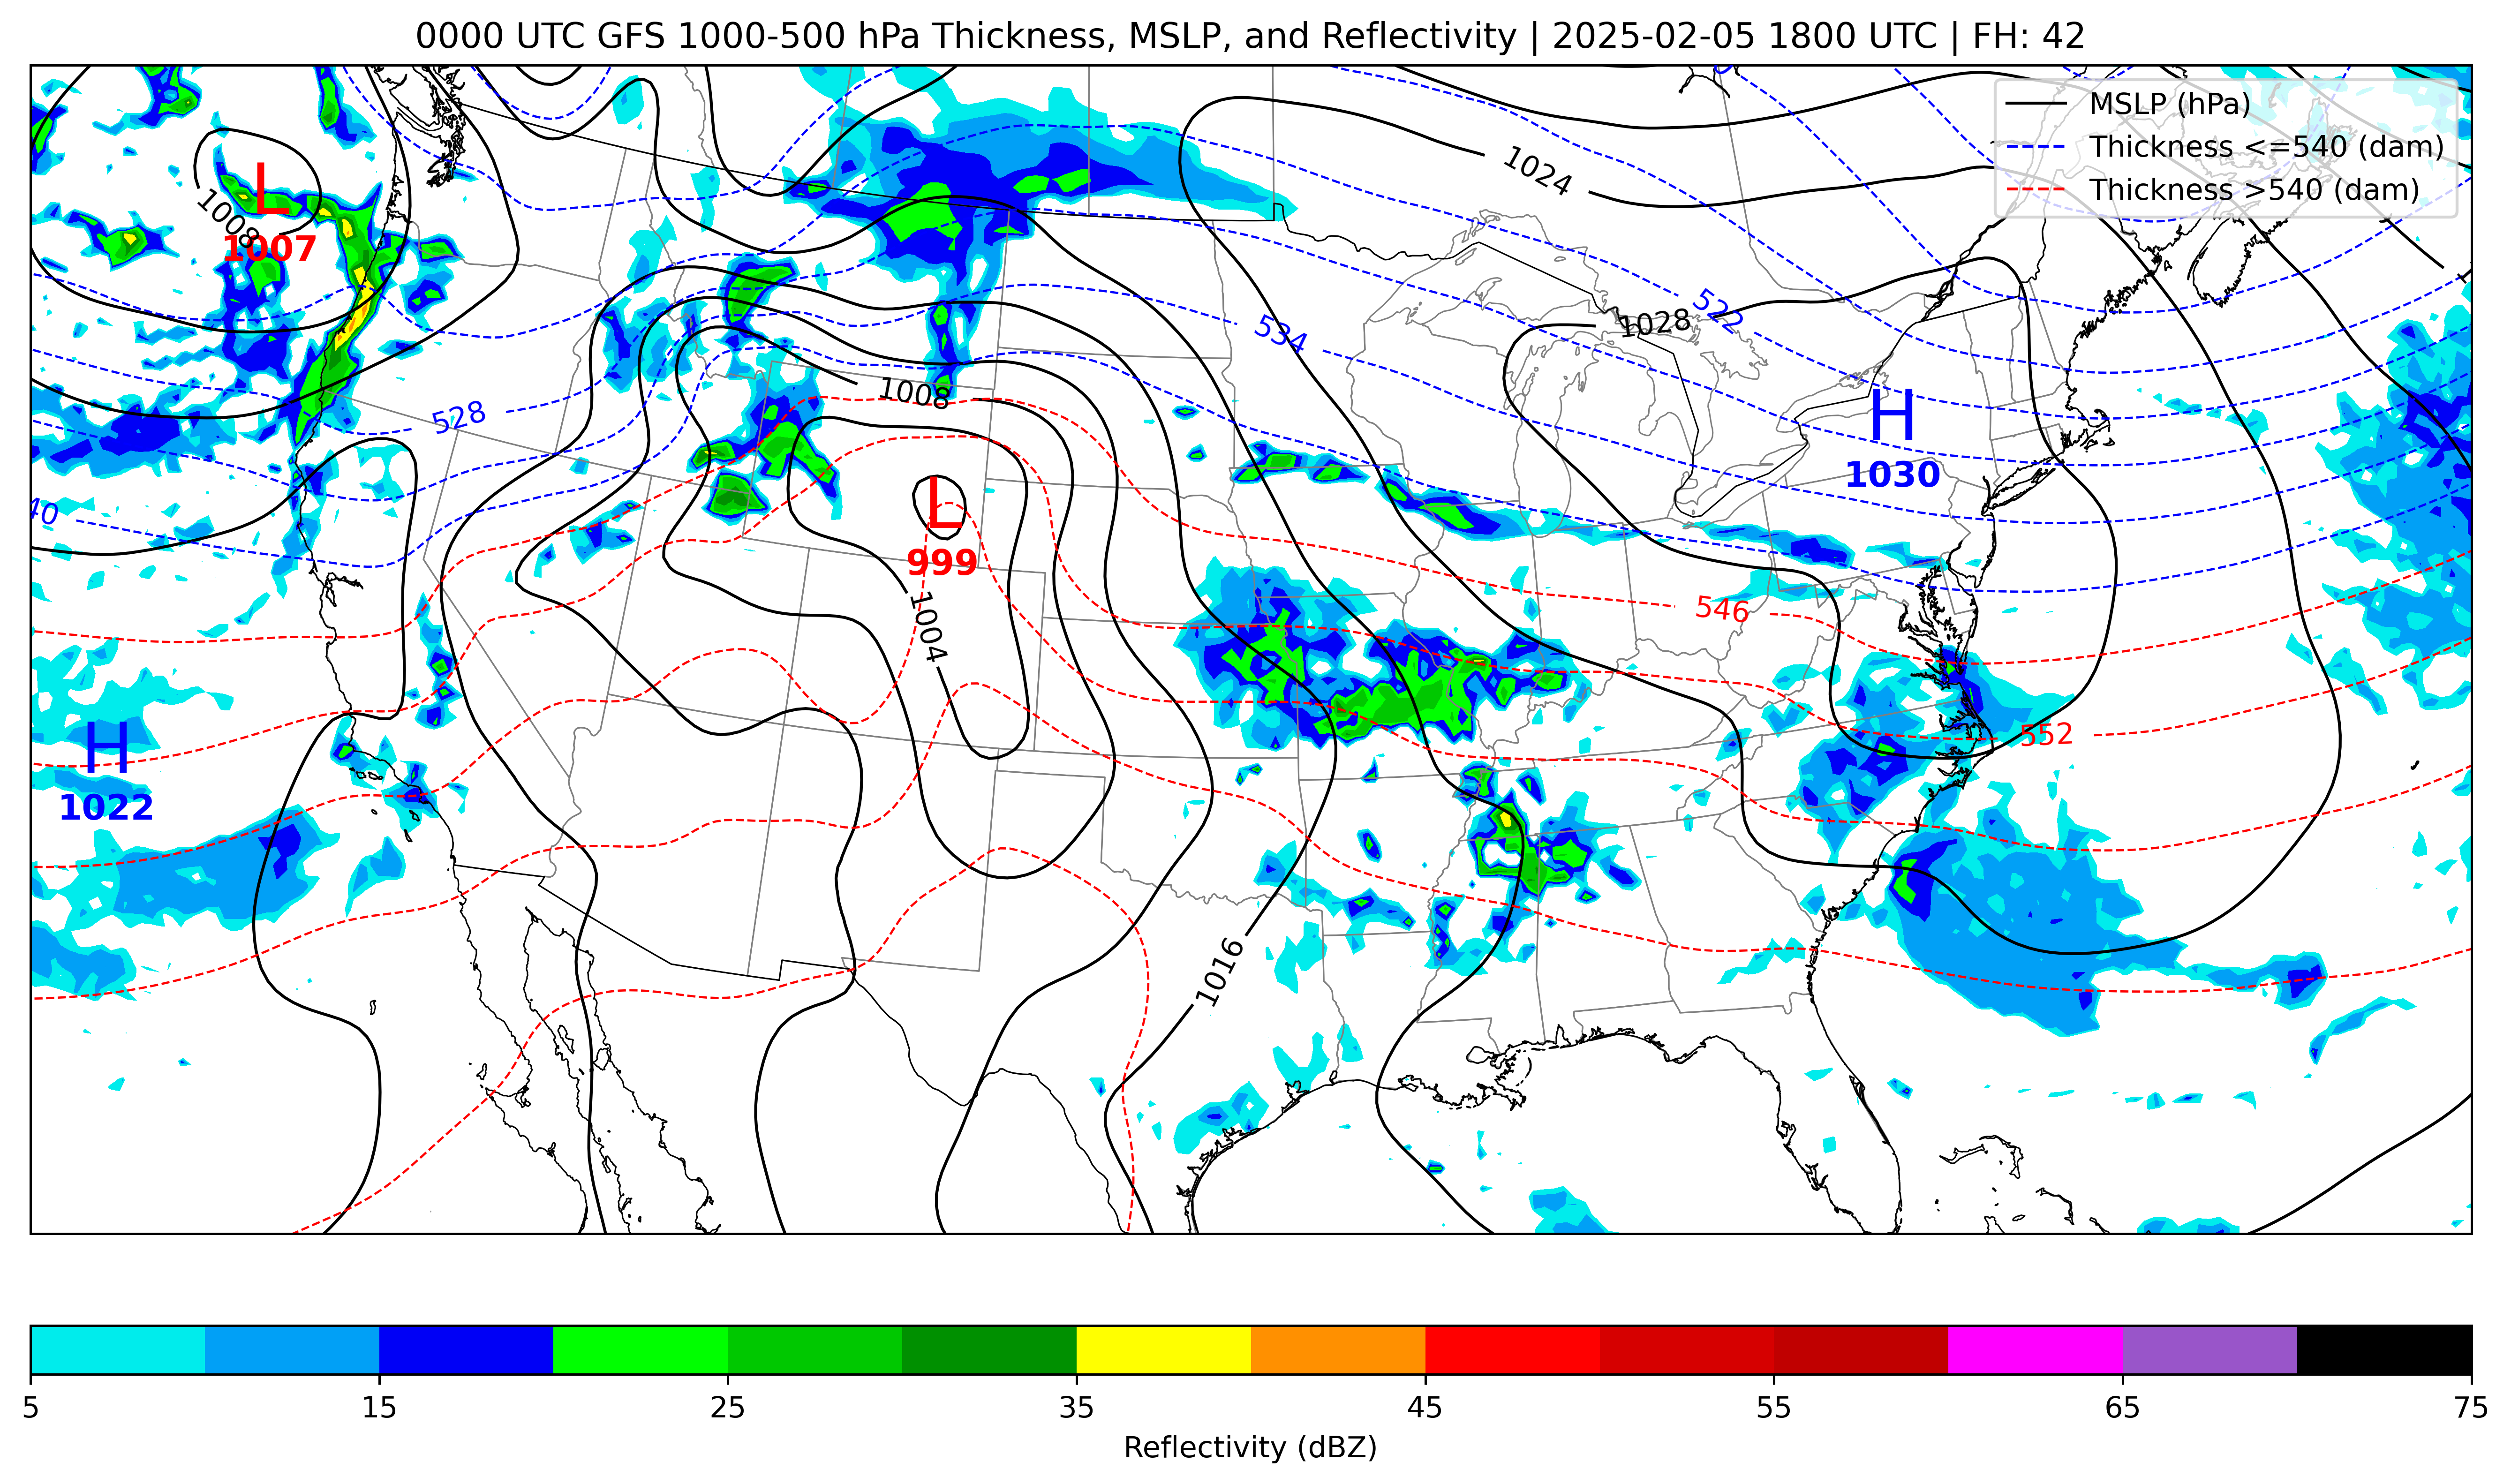 0000 UTC GFS 1000-500 hPa Thickness, MSLP, and Reflectivity | 2025-02-05 1800 UTC | FH: 42
MSLP (hPa)
Thickness <=540 (dam)
Thickness >540 (dam)
1024
L
1008
1007
522
1028
534
1008
528
H
1030
L
999
40
546
1004
552
H
1022
1016
5 15 25 35 45 55 65 75
Reflectivity (dBZ)